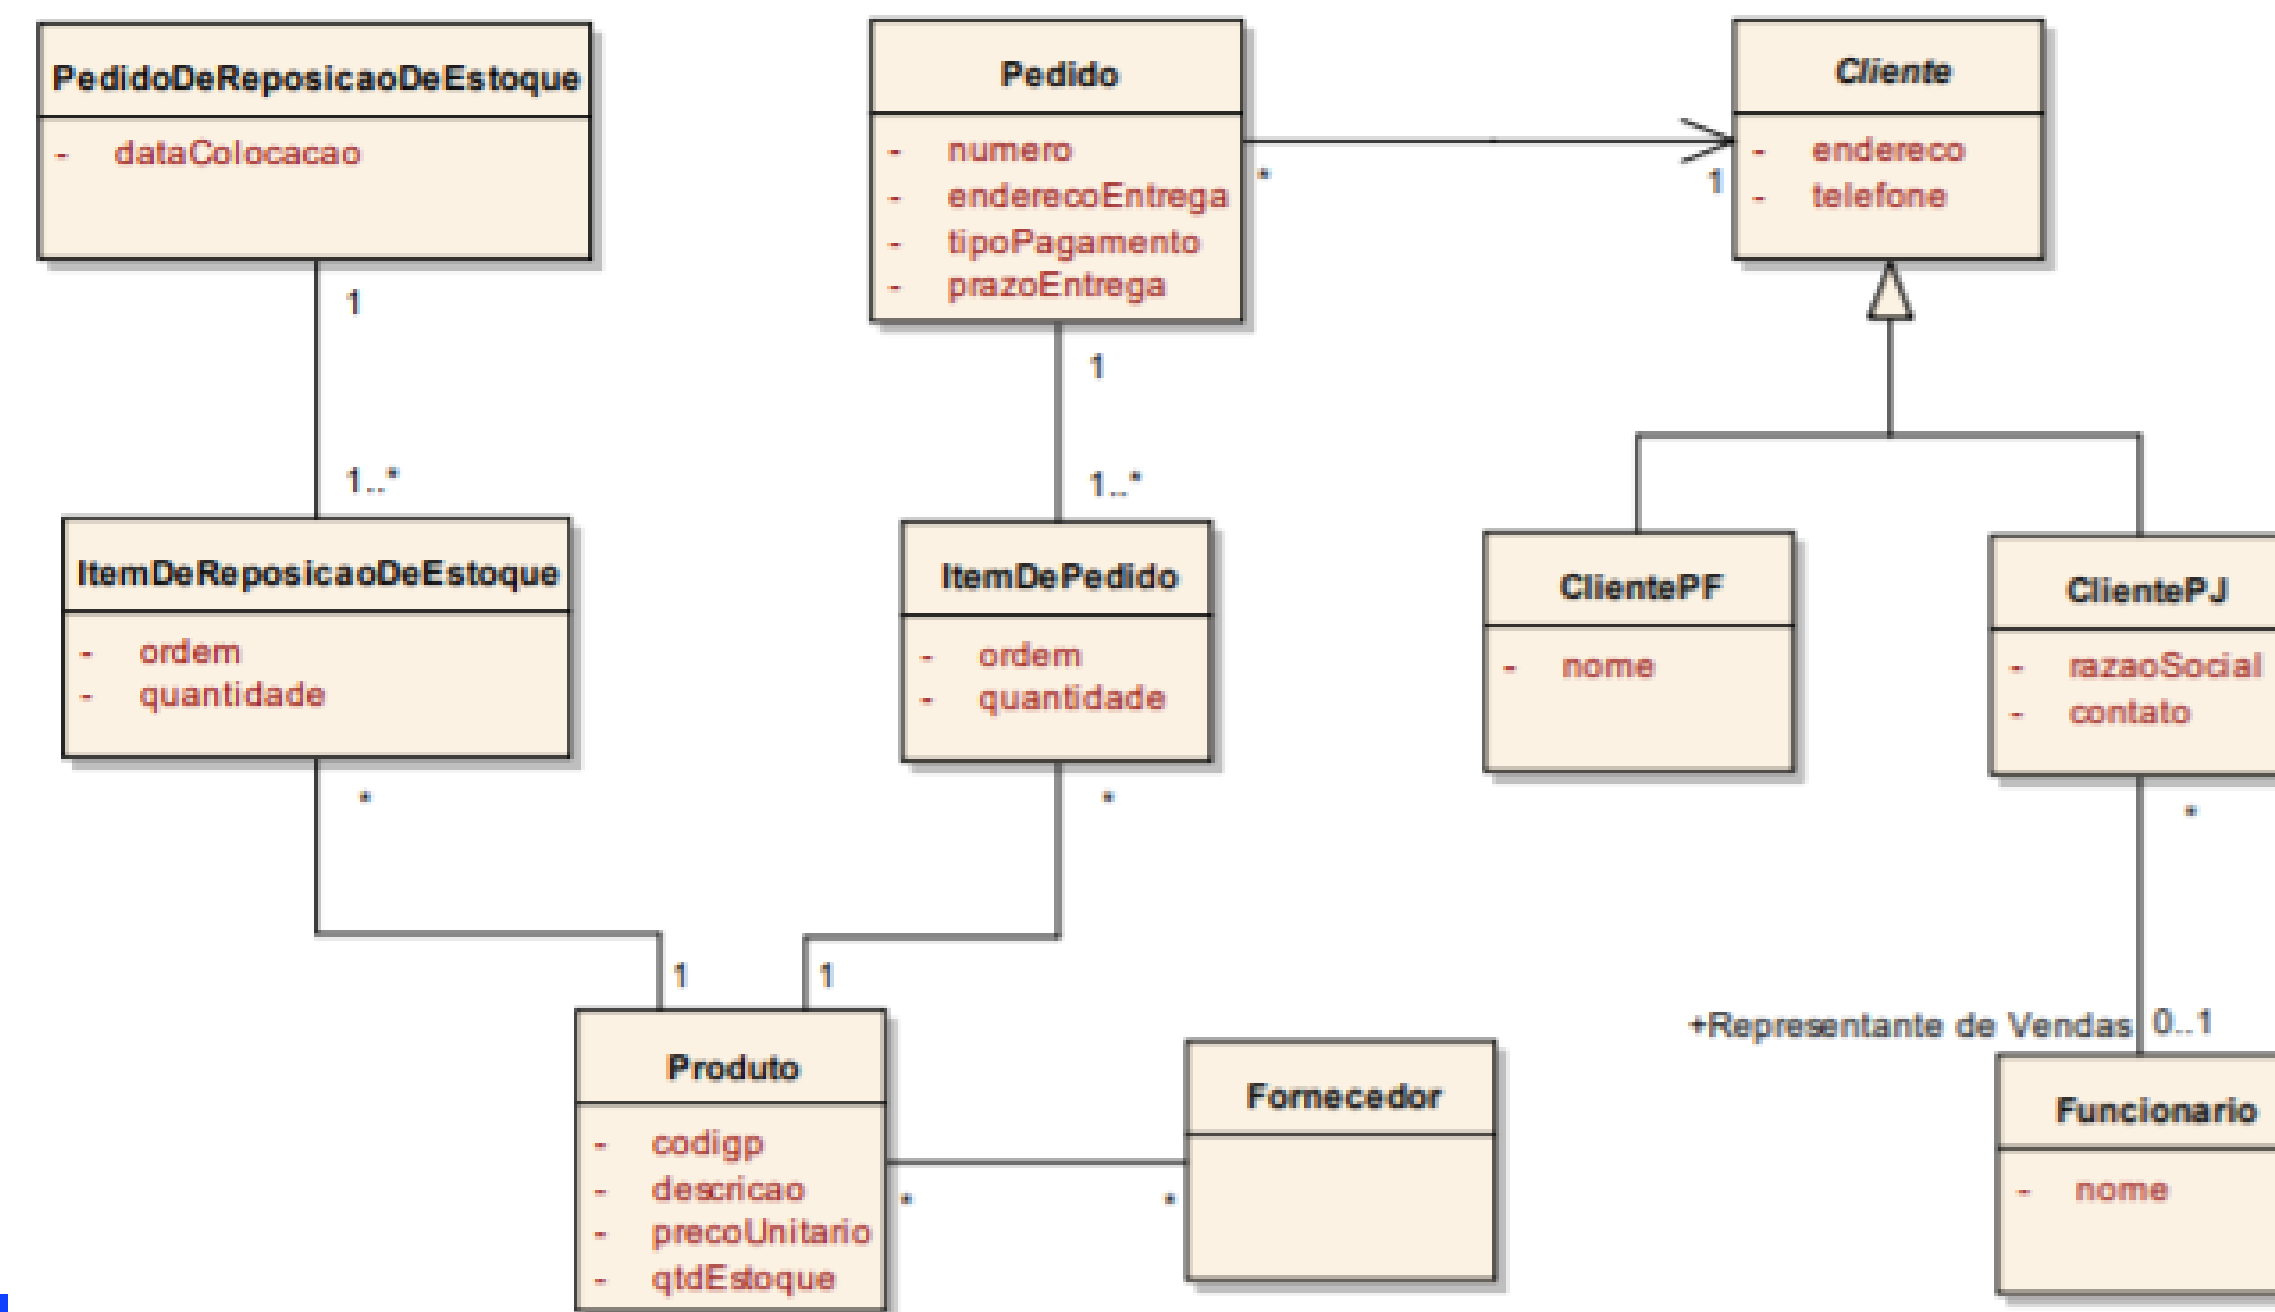 PedidoDeReposicaoDeEstoque
- dataColocacao
1
1..*
ItemDeReposicaoDeEstoque
- ordem
- quantidade
*
1
Pedido
- numero
- enderecoEntrega
- tipoPagamento
- prazoEntrega
*
1
1
1..*
ItemDePedido
- ordem
- quantidade
*
1
Cliente
- endereco
- telefone
ClientePF
- nome
ClientePJ
- razaoSocial
- contato
*
+Representante de Vendas 0..1
Funcionario
- nome
Produto
- codigp
- descricao
- precoUnitario
- qtdEstoque
*
*
Fornecedor